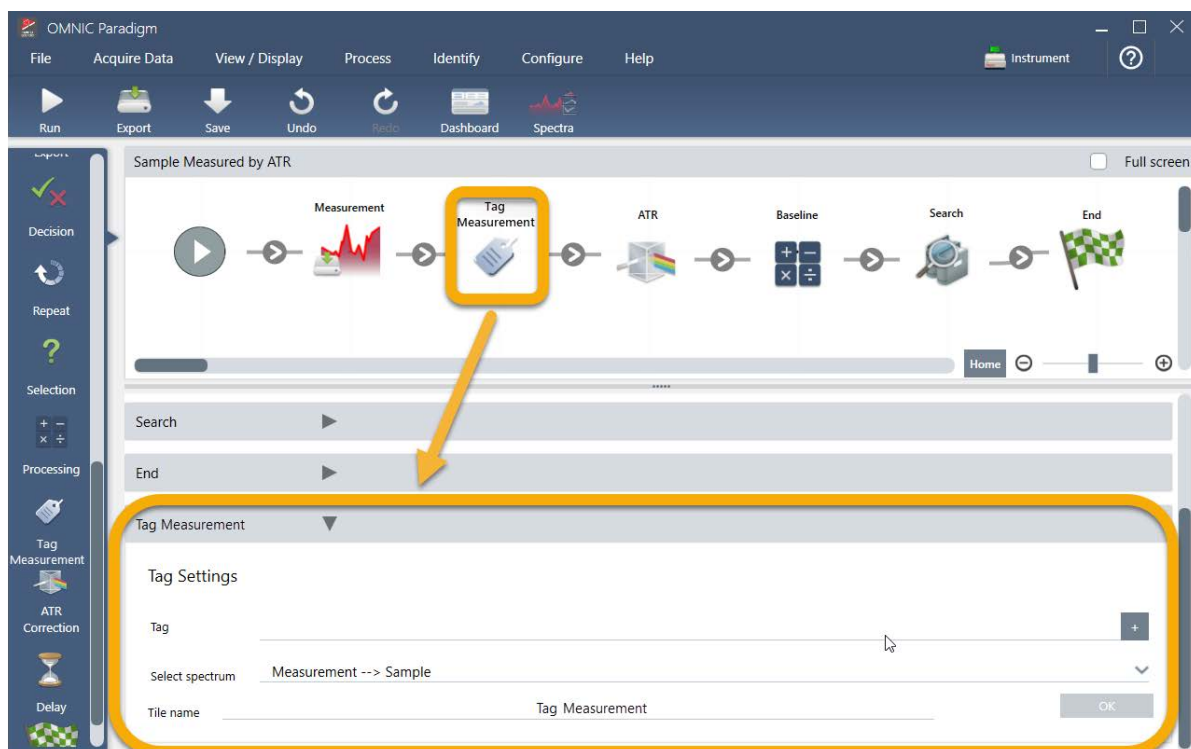 OMNIC Paradigm
File Acquire Data View / Display Process Identify Configure Help Instrument
Run Export Save Undo Redo Dashboard Spectra
Export
Decision
Repeat
Selection
Processing
Tag
Measurement
ATR
Correction
Delay
Sample Measured by ATR Full screen
Measurement Tag Measurement ATR Baseline Search End
Home
Search
End
Tag Measurement
Tag Settings
Tag
Select spectrum Measurement --> Sample
Tile name Tag Measurement OK